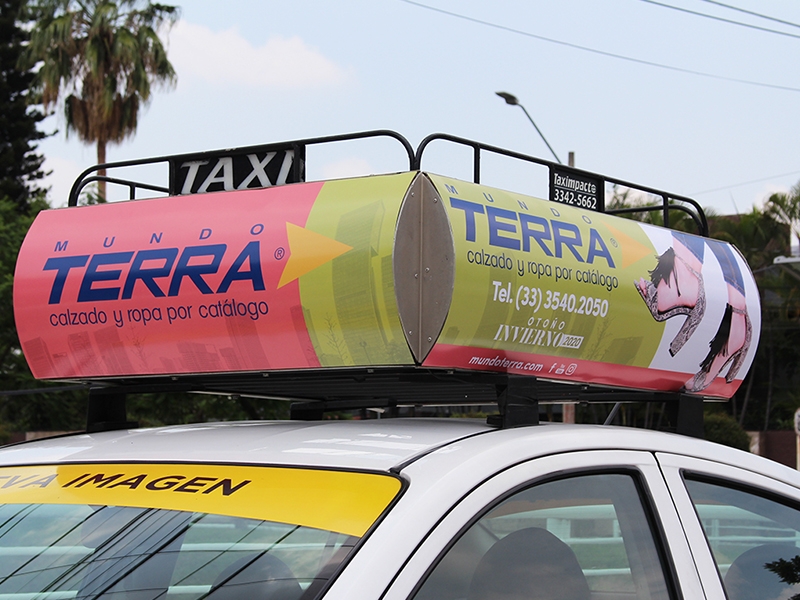 TAXI
Taximpacto
3342-5662
MUNDO
TERRA®
calzado y ropa por catálogo
MUNDO
TERRA
calzado y ropa por catálogo
Tel. (33) 3540.2050
OTOÑO
INVIERNO 2020
mundoterra.com
VA IMAGEN